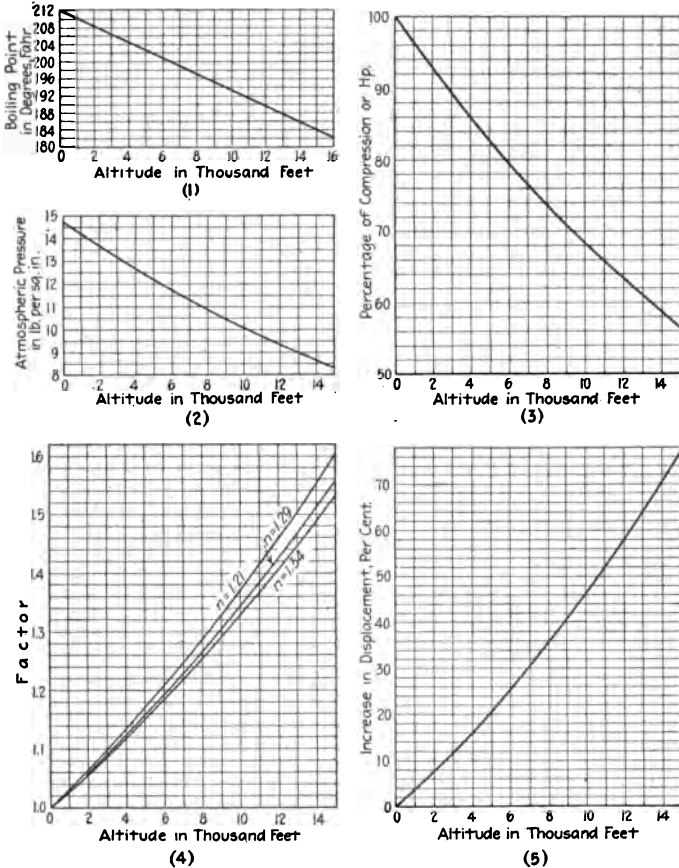 212
208
204
200
196
192
188
184
180
Boiling Point
in Degrees, Fahr.
0 2 4 6 8 10 12 14 16
Altitude in Thousand Feet
(1)
15
14
13
12
11
10
9
8
Atmospheric Pressure
in lb. per sq. in.
0 2 4 6 8 10 12 14
Altitude in Thousand Feet
(2)
100
90
80
70
60
50
Percentage of Compression or Hp.
0 2 4 6 8 10 12 14
Altitude in Thousand Feet
(3)
1.6
1.5
1.4
1.3
1.2
1.1
1.0
Factor
n=1.21
n=1.29
n=1.34
0 2 4 6 8 10 12 14
Altitude in Thousand Feet
(4)
70
60
50
40
30
20
10
0
Increase in Displacement, Per Cent.
0 2 4 6 8 10 12 14
Altitude in Thousand Feet
(5)